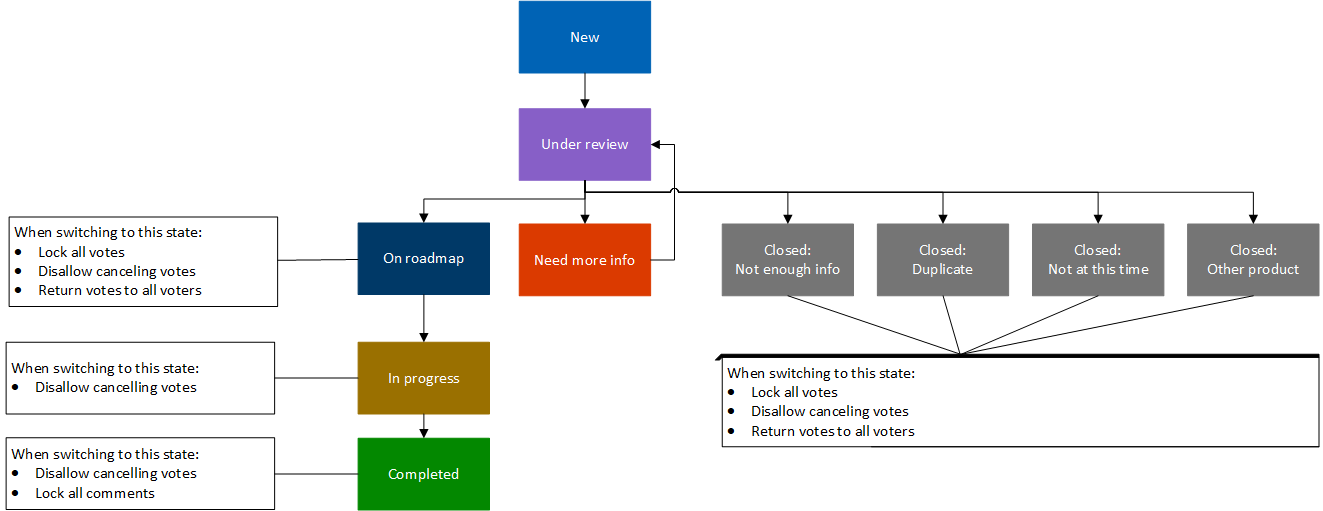 New
Under review
When switching to this state:
● Lock all votes
● Disallow canceling votes
● Return votes to all voters
On roadmap
Need more info
Closed:
Not enough info
Closed:
Duplicate
Closed:
Not at this time
Closed:
Other product
When switching to this state:
● Disallow cancelling votes
In progress
When switching to this state:
● Lock all votes
● Disallow canceling votes
● Return votes to all voters
When switching to this state:
● Disallow cancelling votes
● Lock all comments
Completed